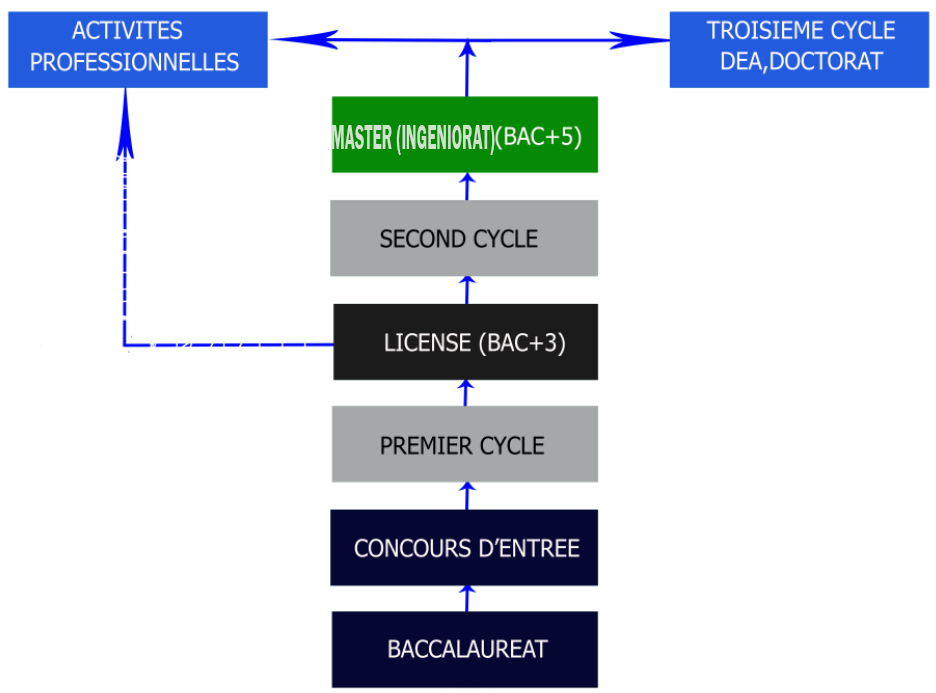 ACTIVITES
PROFESSIONNELLES
TROISIEME CYCLE
DEA,DOCTORAT
MASTER (INGENIORAT)(BAC+5)
SECOND CYCLE
LICENSE (BAC+3)
PREMIER CYCLE
CONCOURS D’ENTREE
BACCALAUREAT